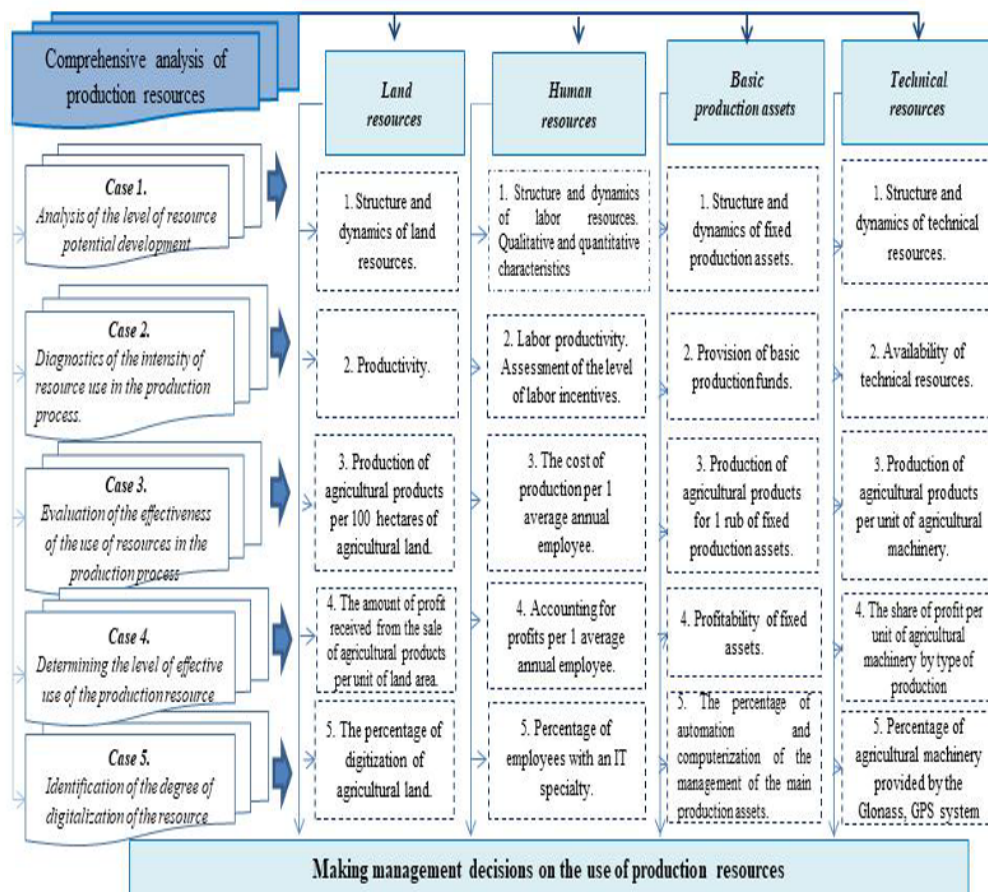 Comprehensive analysis of
production resources
Land
resources
Human
resources
Basic
production assets
Technical
resources
Case 1.
Analysis of the level of resource
potential development
1. Structure and
dynamics of land
resources.
1. Structure and dynamics
of labor resources.
Qualitative and quantitative
characteristics
1. Structure and
dynamics of fixed
production assets.
1. Structure and
dynamics of technical
resources.
Case 2.
Diagnostics of the intensity of
resource use in the production
process.
2. Productivity.
2. Labor productivity.
Assessment of the level
of labor incentives.
2. Provision of basic
production funds.
2. Availability of
technical resources.
Case 3.
Evaluation of the effectiveness
of the use of resources in the
production process
3. Production of
agricultural products
per 100 hectares of
agricultural land.
3. The cost of
production per 1
average annual
employee.
3. Production of
agricultural products
for 1 rub of fixed
production assets.
3. Production of
agricultural products
per unit of agricultural
machinery.
Case 4.
Determining the level of effective
use of the production resource
4. The amount of profit
received from the sale
of agricultural products
per unit of land area.
4. Accounting for
profits per 1 average
annual employee.
4. Profitability of fixed
assets.
4. The share of profit per
unit of agricultural
machinery by type of
production
Case 5.
Identification of the degree of
digitalization of the resource
5. The percentage of
digitization of
agricultural land.
5. Percentage of
employees with an IT
specialty.
5. The percentage of
automation and
computerization of the
management of the main
production assets.
5. Percentage of
agricultural machinery
provided by the
Glonass, GPS system
Making management decisions on the use of production resources